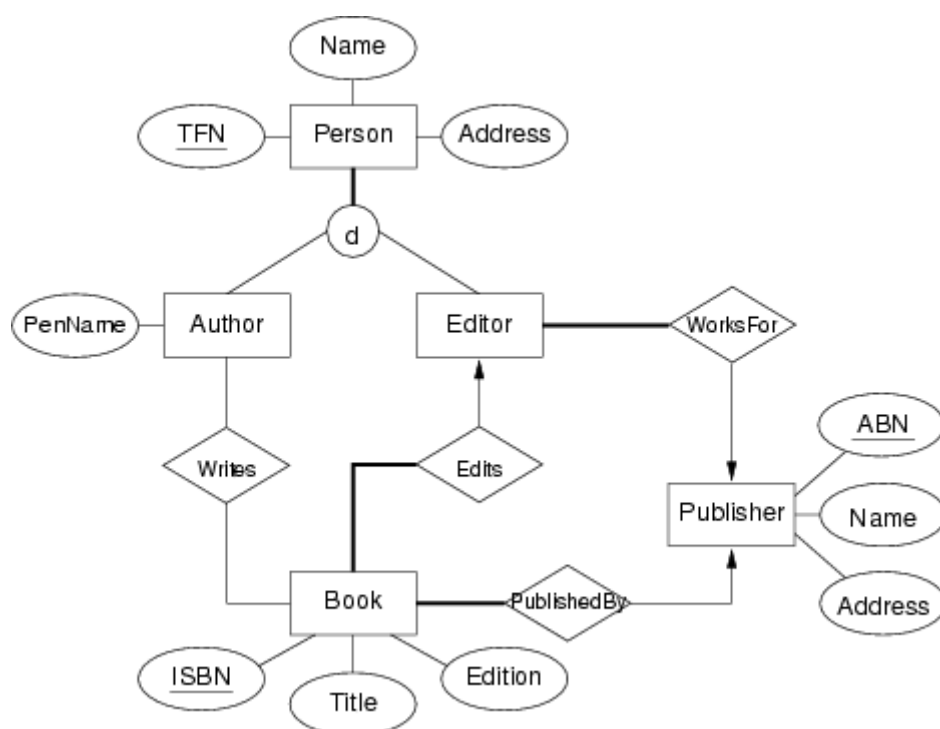 Name
TFN
Person
Address
d
PenName
Author
Editor
WorksFor
ABN
Writes
Edits
Publisher
Name
Book
PublishedBy
Address
ISBN
Title
Edition